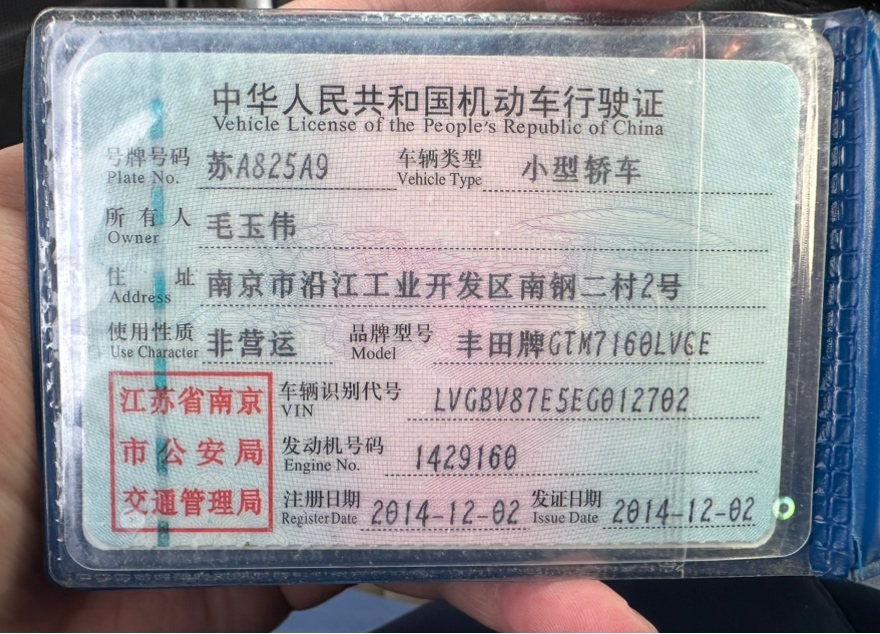 中华人民共和国机动车行驶证
Vehicle License of the People's Republic of China
号牌号码 苏A825A9 车辆类型 小型轿车
Plate No. Vehicle Type
所有人 毛玉伟
Owner
住址 南京市沿江工业开发区南钢二村2号
Address
使用性质 非营运 品牌型号 丰田牌GTM7160LVCE
Use Character Model
江苏省南京 车辆识别代号 LVGBV87E5EG012702
VIN
市公安局 发动机号码 1429160
Engine No.
交通管理局 注册日期 2014-12-02 发证日期 2014-12-02
Register Date Issue Date